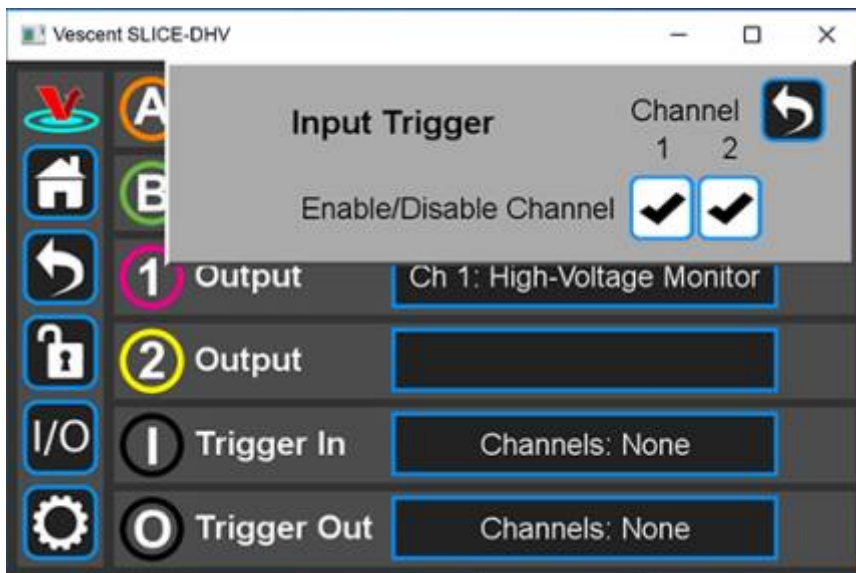 Vescent SLICE-DHV
Input Trigger
Channel
1 2
Enable/Disable Channel
A
B
1 Output Ch 1: High-Voltage Monitor
2 Output
I/O
I Trigger In Channels: None
O Trigger Out Channels: None